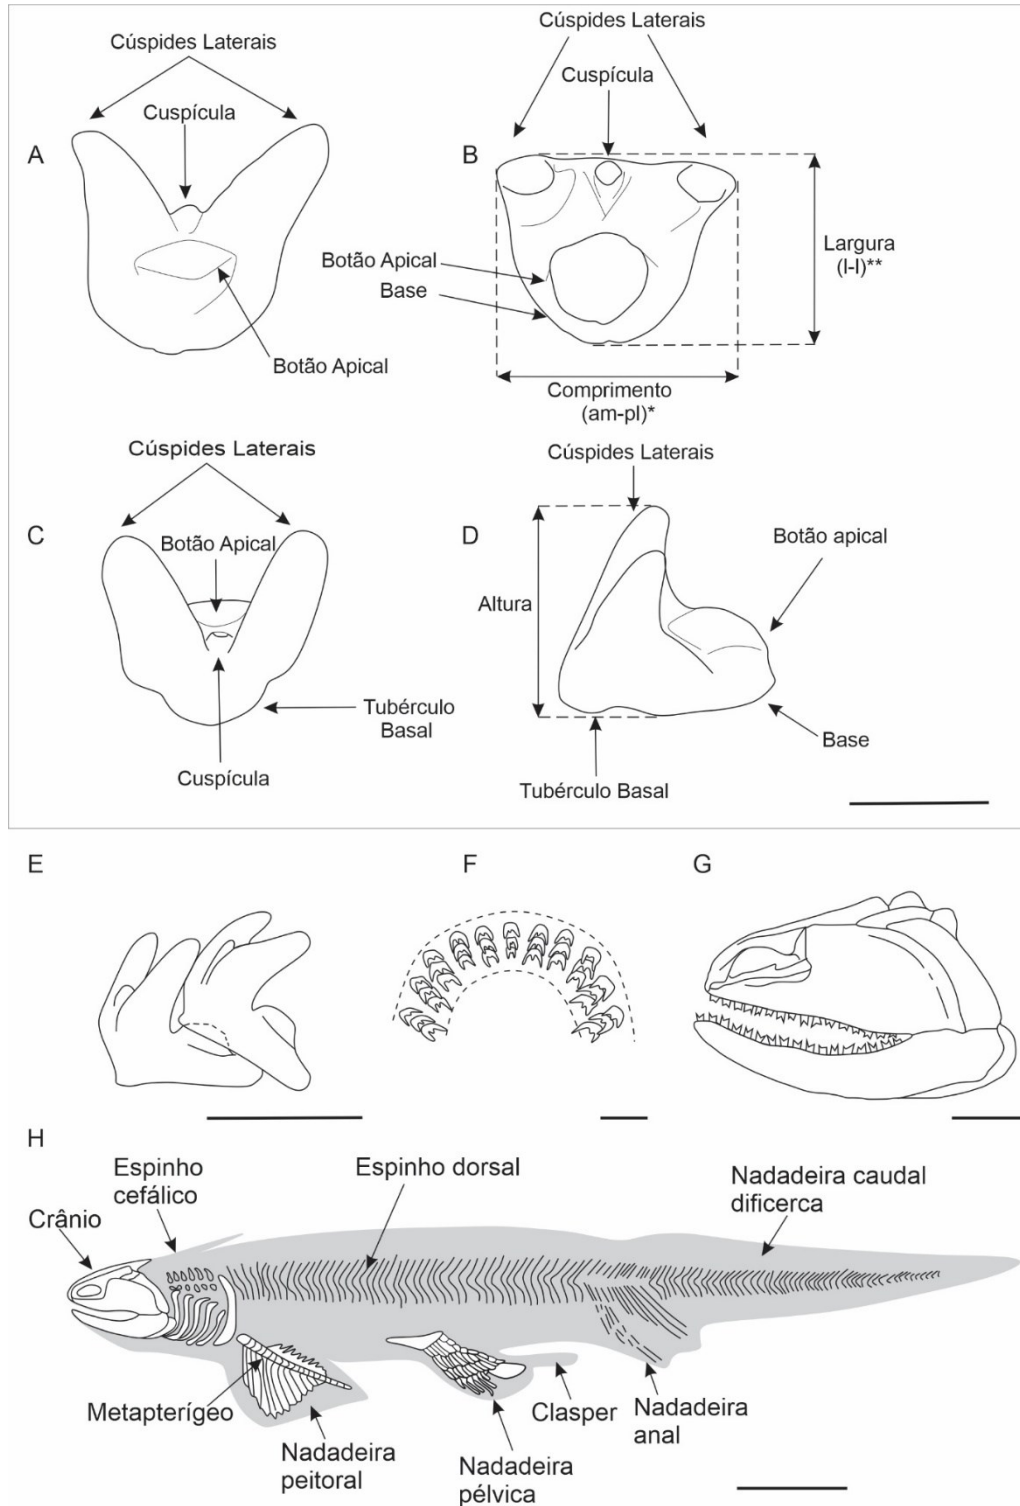 Cúspides Laterais
Cuspícula
A
Botão Apical
Cúspides Laterais
Cuspícula
B
Botão Apical
Base
Largura
(l-l)**
Comprimento
(am-pl)*
Cúspides Laterais
C
Botão Apical
Tubérculo
Basal
Cuspícula
Cúspides Laterais
D
Botão apical
Altura
Base
Tubérculo Basal
E
F
G
H
Espinho
cefálico
Espinho dorsal
Nadadeira caudal
dificerca
Crânio
Metapterígeo
Nadadeira
peitoral
Nadadeira
pélvica
Clasper
Nadadeira
anal